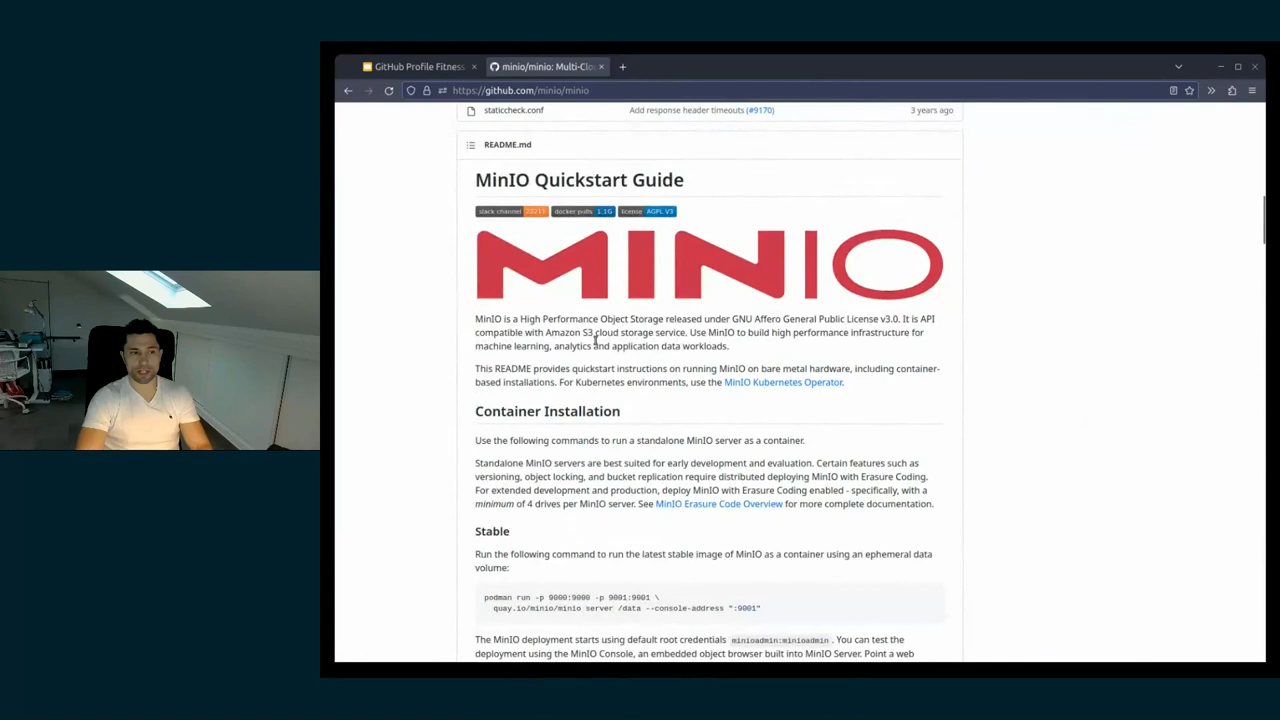 GitHub Profile Fitness
minio/minio: Multi-Clo
https://github.com/minio/minio
staticcheck.conf
Add response header timeouts (#9170)
3 years ago
README.md
MinIO Quickstart Guide
slack channel 22211 docker pulls 1.1G license AGPL V3
MINIO
MinIO is a High Performance Object Storage released under GNU Affero General Public License v3.0. It is API
compatible with Amazon S3 cloud storage service. Use MinIO to build high performance infrastructure for
machine learning, analytics and application data workloads.
This README provides quickstart instructions on running MinIO on bare metal hardware, including container-
based installations. For Kubernetes environments, use the MinIO Kubernetes Operator.
Container Installation
Use the following commands to run a standalone MinIO server as a container.
Standalone MinIO servers are best suited for early development and evaluation. Certain features such as
versioning, object locking, and bucket replication require distributed deploying MinIO with Erasure Coding.
For extended development and production, deploy MinIO with Erasure Coding enabled - specifically, with a
minimum of 4 drives per MinIO server. See MinIO Erasure Code Overview for more complete documentation.
Stable
Run the following command to run the latest stable image of MinIO as a container using an ephemeral data
volume:
podman run -p 9000:9000 -p 9001:9001 \
quay.io/minio/minio server /data --console-address ":9001"
The MinIO deployment starts using default root credentials minioadmin:minioadmin. You can test the
deployment using the MinIO Console, an embedded object browser built into MinIO Server. Point a web